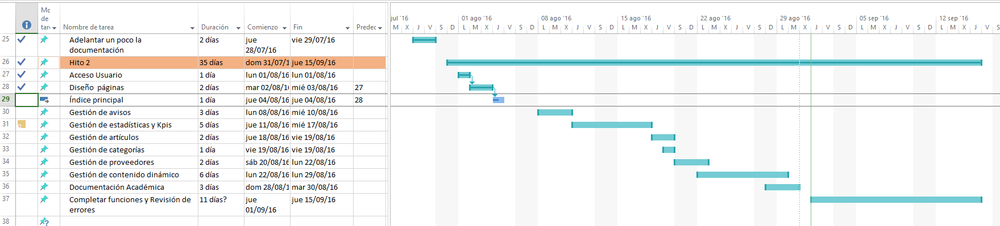 Mo
de
tare
Nombre de tarea
Duración
Comienzo
Fin
Predec
jul '16
01 ago '16
08 ago '16
15 ago '16
22 ago '16
29 ago '16
05 sep '16
12 sep '16
M X J V S D L M X J V S D L M X J V S D L M X J V S D L M X J V S D L M X J V S D L M X J V S D L M X J V S
25 Adelantar un poco la documentación 2 días jue 28/07/16 vie 29/07/16
26 Hito 2 35 días dom 31/07/1 jue 15/09/16
27 Acceso Usuario 1 día lun 01/08/16 lun 01/08/16
28 Diseño páginas 2 días mar 02/08/1 mié 03/08/16 27
29 Índice principal 1 día jue 04/08/16 jue 04/08/16 28
30 Gestión de avisos 3 días lun 08/08/16 mié 10/08/16
31 Gestión de estadísticas y Kpis 5 días jue 11/08/16 mié 17/08/16
32 Gestión de artículos 2 días jue 18/08/16 vie 19/08/16
33 Gestión de categorías 1 día vie 19/08/16 vie 19/08/16
34 Gestión de proveedores 2 días sáb 20/08/16 lun 22/08/16
35 Gestión de contenido dinámico 6 días lun 22/08/16 lun 29/08/16
36 Documentación Académica 3 días dom 28/08/1 mar 30/08/16
37 Completar funciones y Revisión de errores 11 días? jue 01/09/16 jue 15/09/16
38 ?